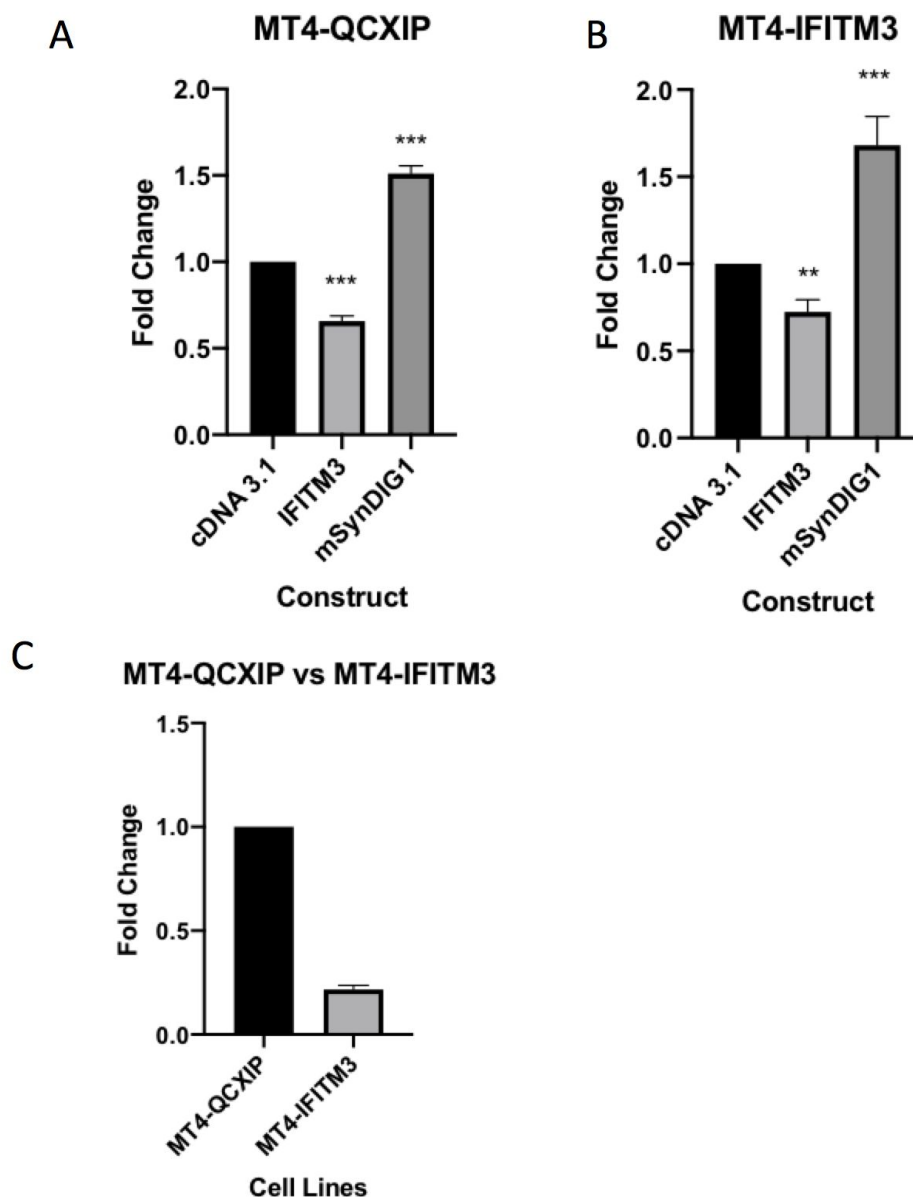 A
MT4-QCXIP
Fold Change
2.0
1.5
1.0
0.5
0.0
***
***
cDNA 3.1
IFITM3
mSynDIG1
Construct
B
MT4-IFITM3
Fold Change
2.0
1.5
1.0
0.5
0.0
**
***
cDNA 3.1
IFITM3
mSynDIG1
Construct
C
MT4-QCXIP vs MT4-IFITM3
Fold Change
1.5
1.0
0.5
0.0
MT4-QCXIP
MT4-IFITM3
Cell Lines